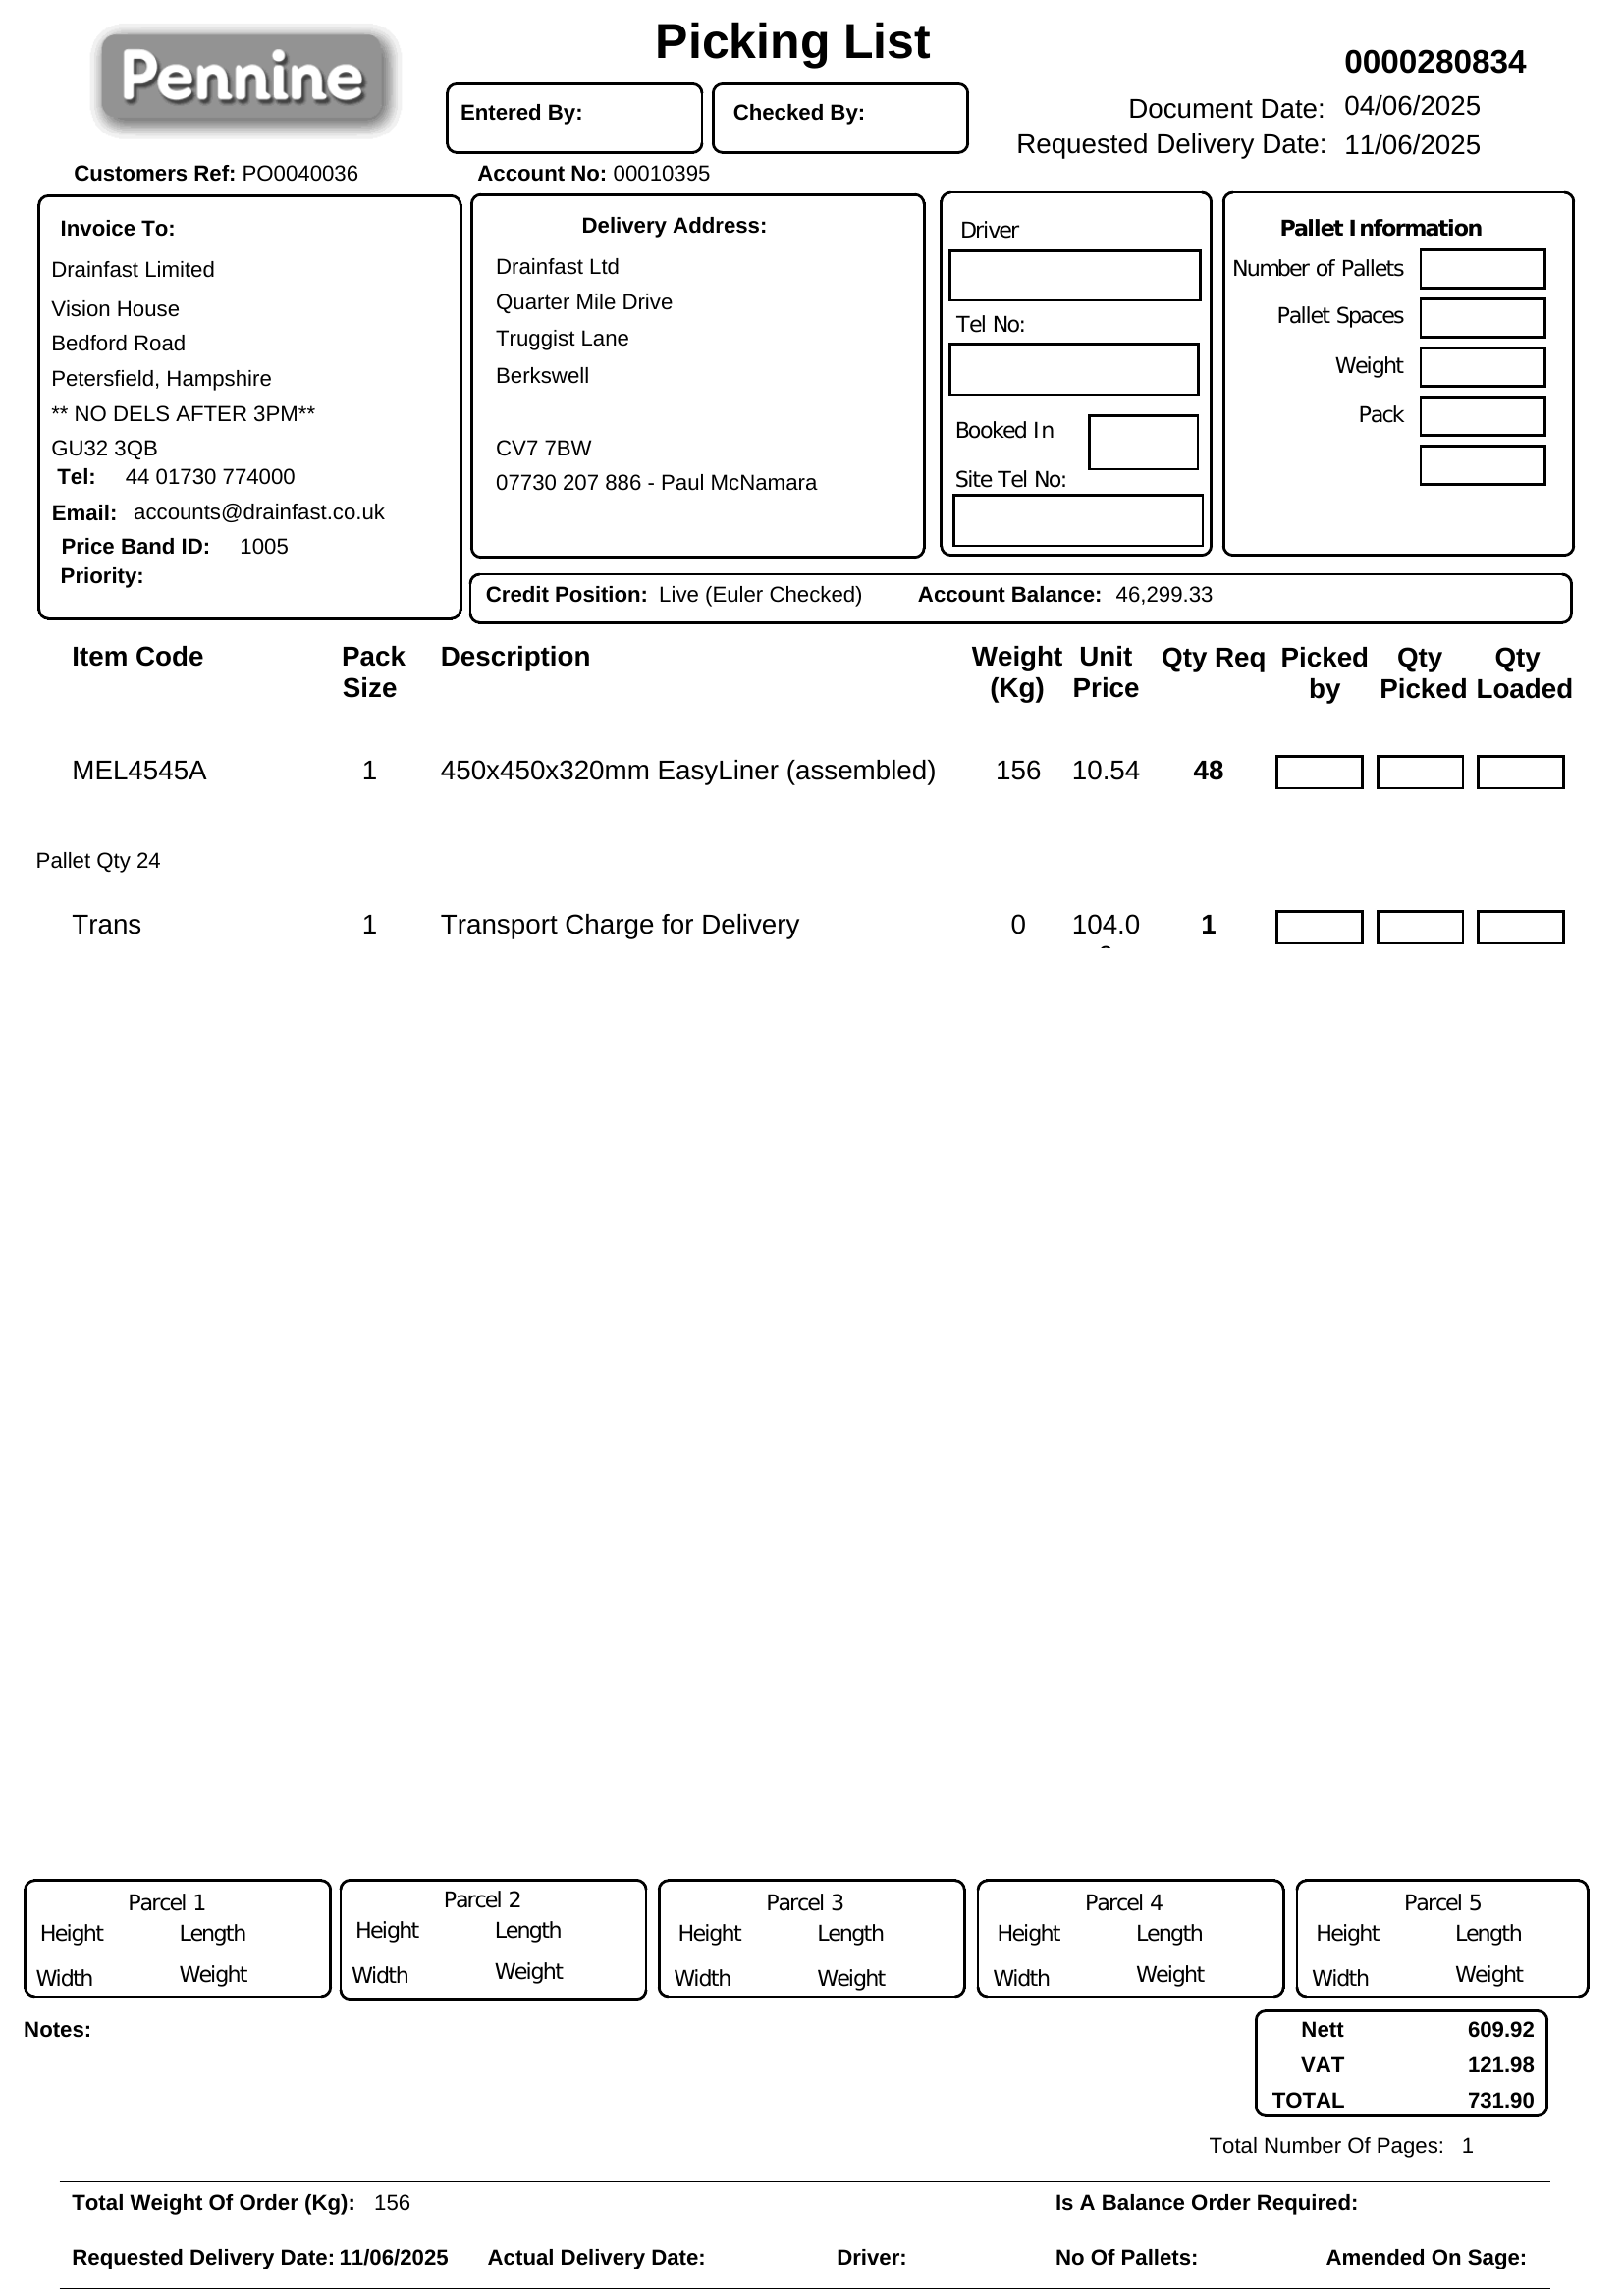 Pennine
Picking List
0000280834
Entered By:
Checked By:
Document Date: 04/06/2025
Requested Delivery Date: 11/06/2025
Customers Ref: PO0040036
Account No: 00010395
Invoice To:
Drainfast Limited
Vision House
Bedford Road
Petersfield, Hampshire
** NO DELS AFTER 3PM**
GU32 3QB
Tel: 44 01730 774000
Email: accounts@drainfast.co.uk
Price Band ID: 1005
Priority:
Delivery Address:
Drainfast Ltd
Quarter Mile Drive
Truggist Lane
Berkswell
CV7 7BW
07730 207 886 - Paul McNamara
Driver
Tel No:
Booked In
Site Tel No:
Pallet Information
Number of Pallets
Pallet Spaces
Weight
Pack
Credit Position: Live (Euler Checked) Account Balance: 46,299.33
Item Code Pack Size Description Weight (Kg) Unit Price Qty Req Picked by Qty Picked Qty Loaded
MEL4545A 1 450x450x320mm EasyLiner (assembled) 156 10.54 48
Pallet Qty 24
Trans 1 Transport Charge for Delivery 0 104.0 1
Parcel 1
Height Length
Width Weight
Parcel 2
Height Length
Width Weight
Parcel 3
Height Length
Width Weight
Parcel 4
Height Length
Width Weight
Parcel 5
Height Length
Width Weight
Notes:
Nett 609.92
VAT 121.98
TOTAL 731.90
Total Number Of Pages: 1
Total Weight Of Order (Kg): 156 Is A Balance Order Required:
Requested Delivery Date: 11/06/2025 Actual Delivery Date: Driver: No Of Pallets: Amended On Sage: